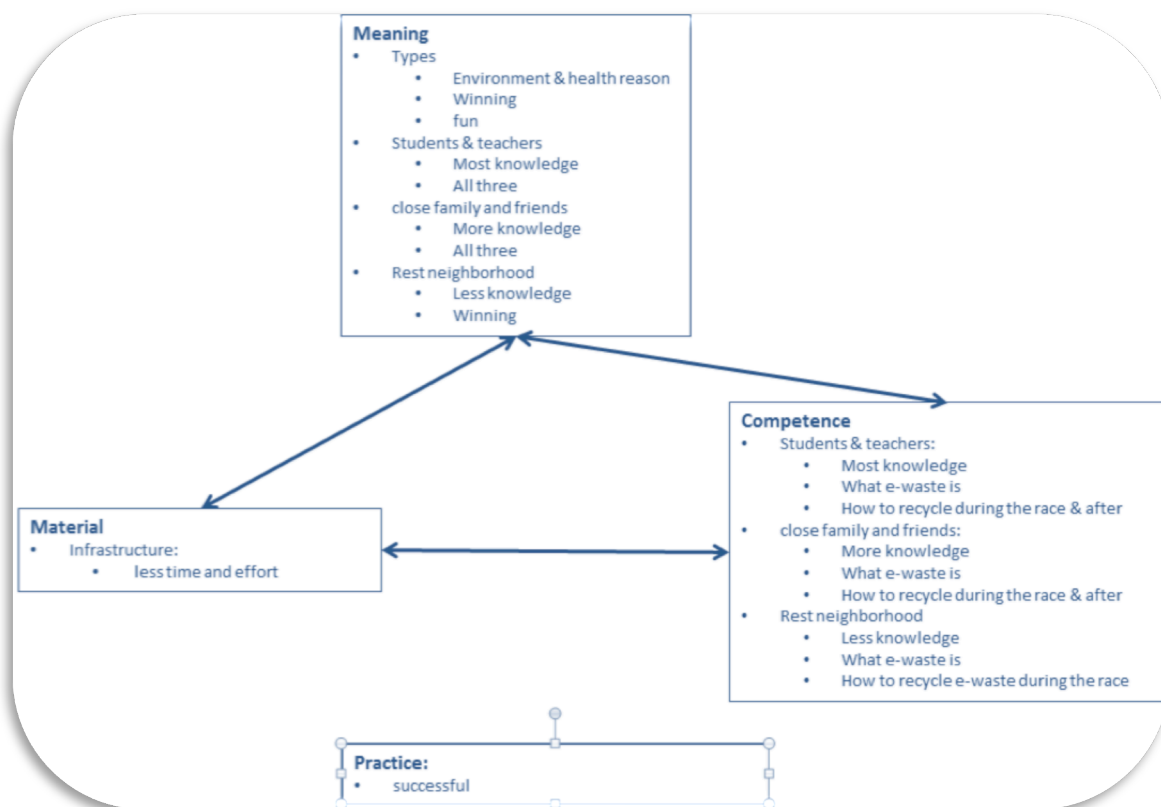 Meaning
• Types
• Environment & health reason
• Winning
• fun
• Students & teachers
• Most knowledge
• All three
• close family and friends
• More knowledge
• All three
• Rest neighborhood
• Less knowledge
• Winning
Material
• Infrastructure:
• less time and effort
Competence
• Students & teachers:
• Most knowledge
• What e-waste is
• How to recycle during the race & after
• close family and friends:
• More knowledge
• What e-waste is
• How to recycle during the race & after
• Rest neighborhood
• Less knowledge
• What e-waste is
• How to recycle e-waste during the race
Practice:
• successful